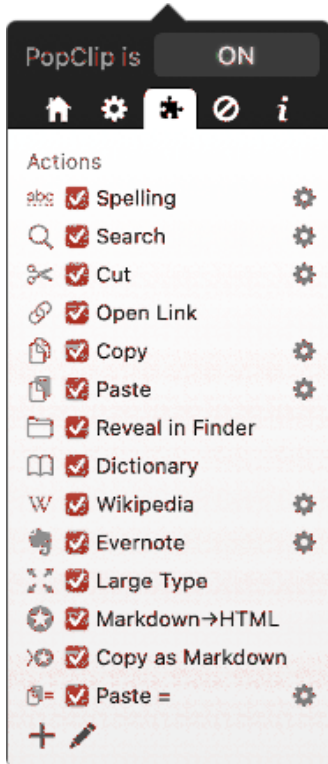 PopClip is ON
Actions
abc Spelling
Search
Cut
Open Link
Copy
Paste
Reveal in Finder
Dictionary
W Wikipedia
Evernote
Large Type
Markdown→HTML
Copy as Markdown
Paste =